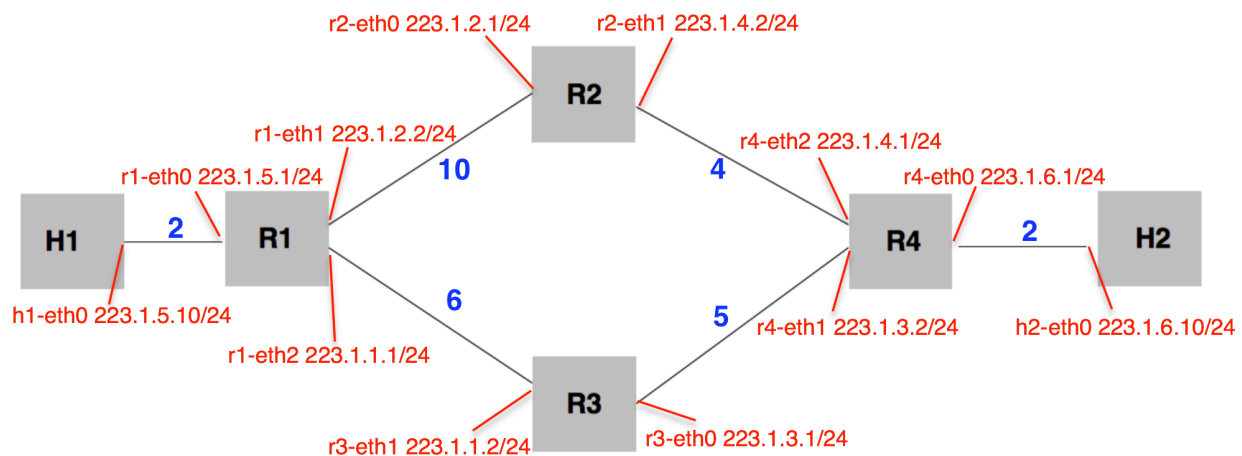 r2-eth0 223.1.2.1/24
r2-eth1 223.1.4.2/24
R2
r1-eth1 223.1.2.2/24
r4-eth2 223.1.4.1/24
10
4
r1-eth0 223.1.5.1/24
r4-eth0 223.1.6.1/24
H1
2
R1
R4
2
H2
h1-eth0 223.1.5.10/24
6
5
r4-eth1 223.1.3.2/24
h2-eth0 223.1.6.10/24
r1-eth2 223.1.1.1/24
R3
r3-eth1 223.1.1.2/24
r3-eth0 223.1.3.1/24